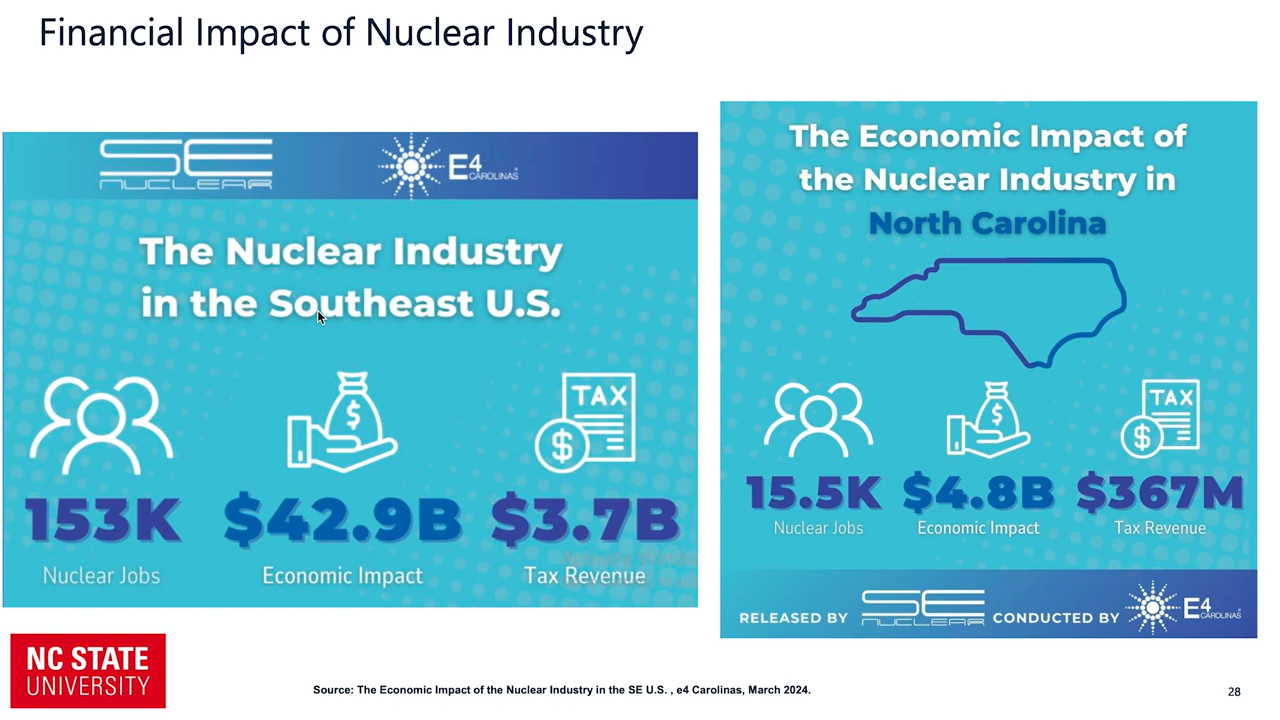 Financial Impact of Nuclear Industry
SE
NUCLEAR
E4
CAROLINAS
The Nuclear Industry
in the Southeast U.S.
TAX
$
$
153K $42.9B $3.7B
Nuclear Jobs Economic Impact Tax Revenue
The Economic Impact of
the Nuclear Industry in
North Carolina
TAX
$
$
15.5K $4.8B $367M
Nuclear Jobs Economic Impact Tax Revenue
RELEASED BY SE NUCLEAR CONDUCTED BY E4 CAROLINAS
NC STATE
UNIVERSITY
Source: The Economic Impact of the Nuclear Industry in the SE U.S. , e4 Carolinas, March 2024.
28